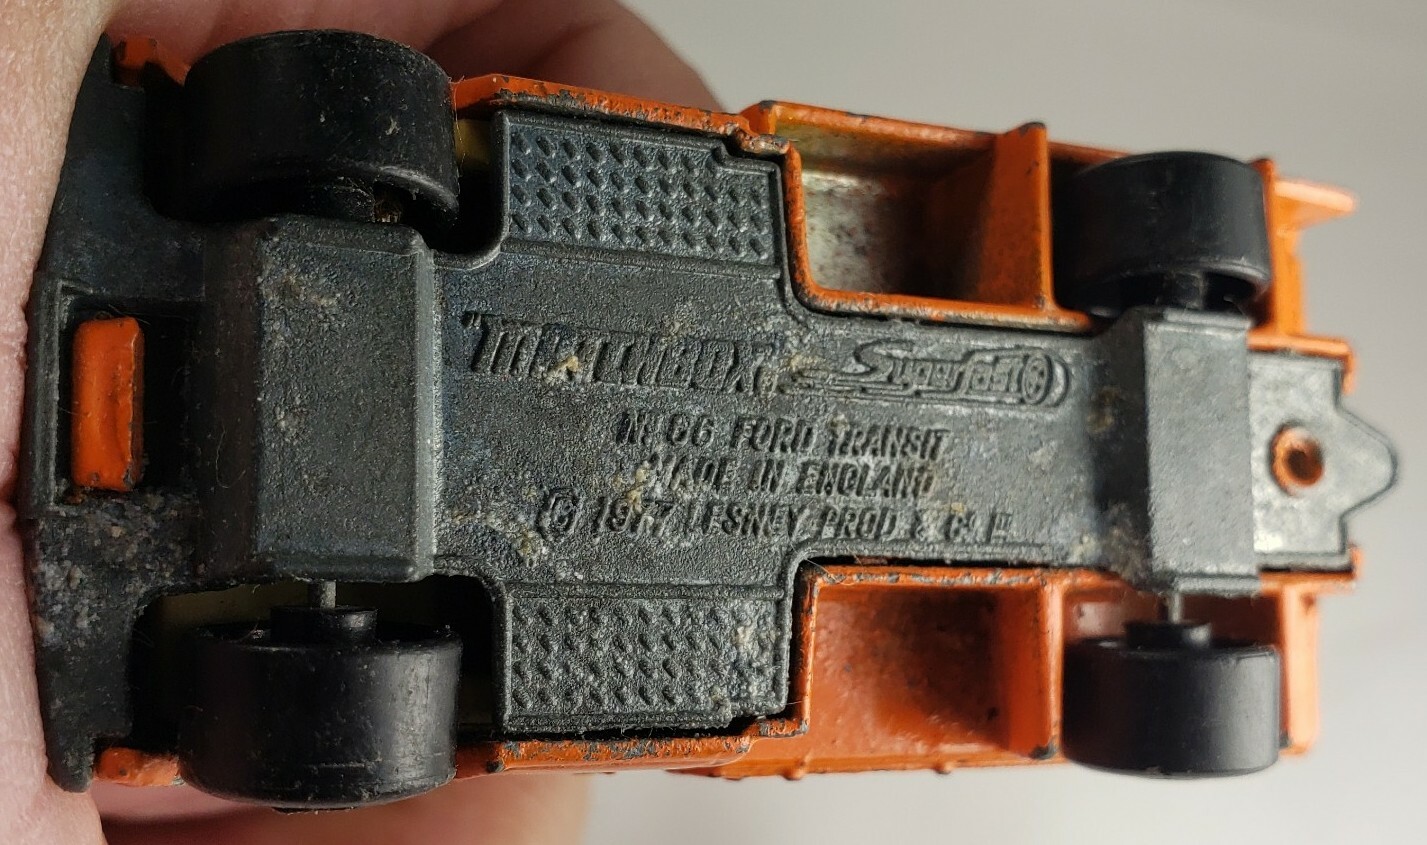 "MATCHBOX" Superfast
Nº 66 FORD TRANSIT
MADE IN ENGLAND
© 1977 LESNEY PROD. & Cº. Lᵀᴰ